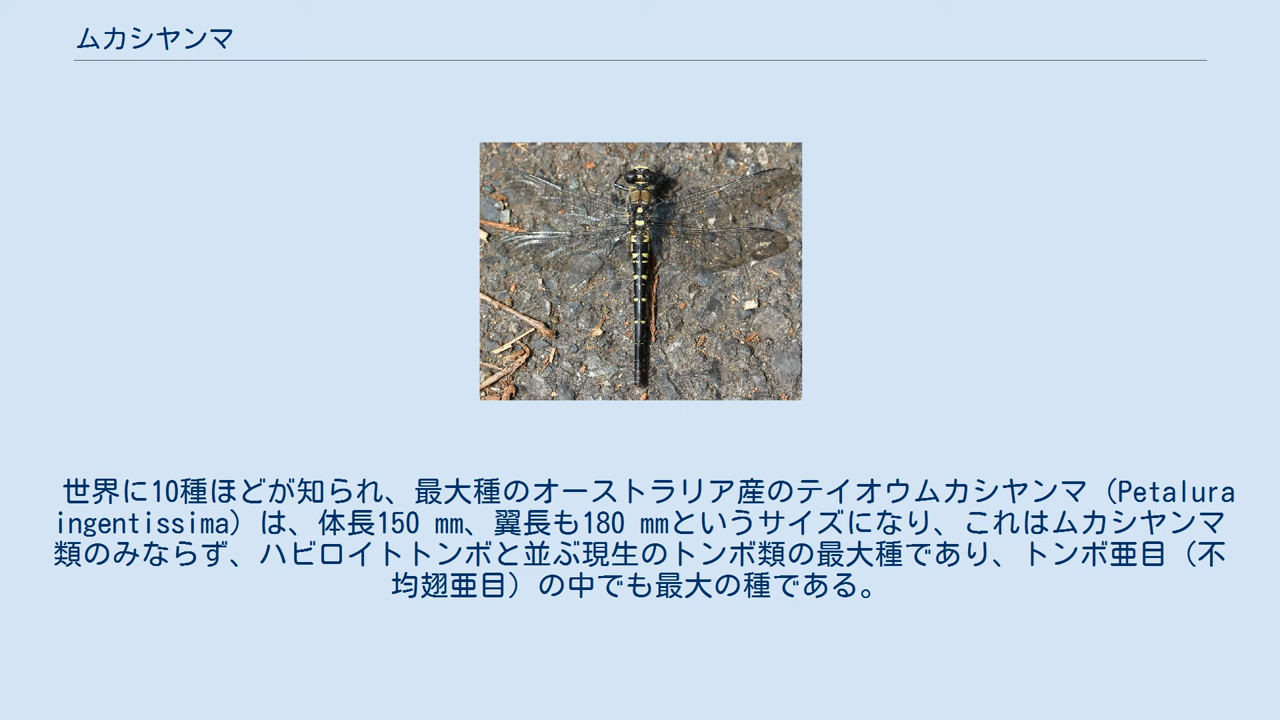 ムカシヤンマ
世界に10種ほどが知られ、最大種のオーストラリア産のテイオウムカシヤンマ（Petalura
ingentissima）は、体長150 mm、翼長も180 mmというサイズになり、これはムカシヤンマ
類のみならず、ハビロイトトンボと並ぶ現生のトンボ類の最大種であり、トンボ亜目（不
均翅亜目）の中でも最大の種である。